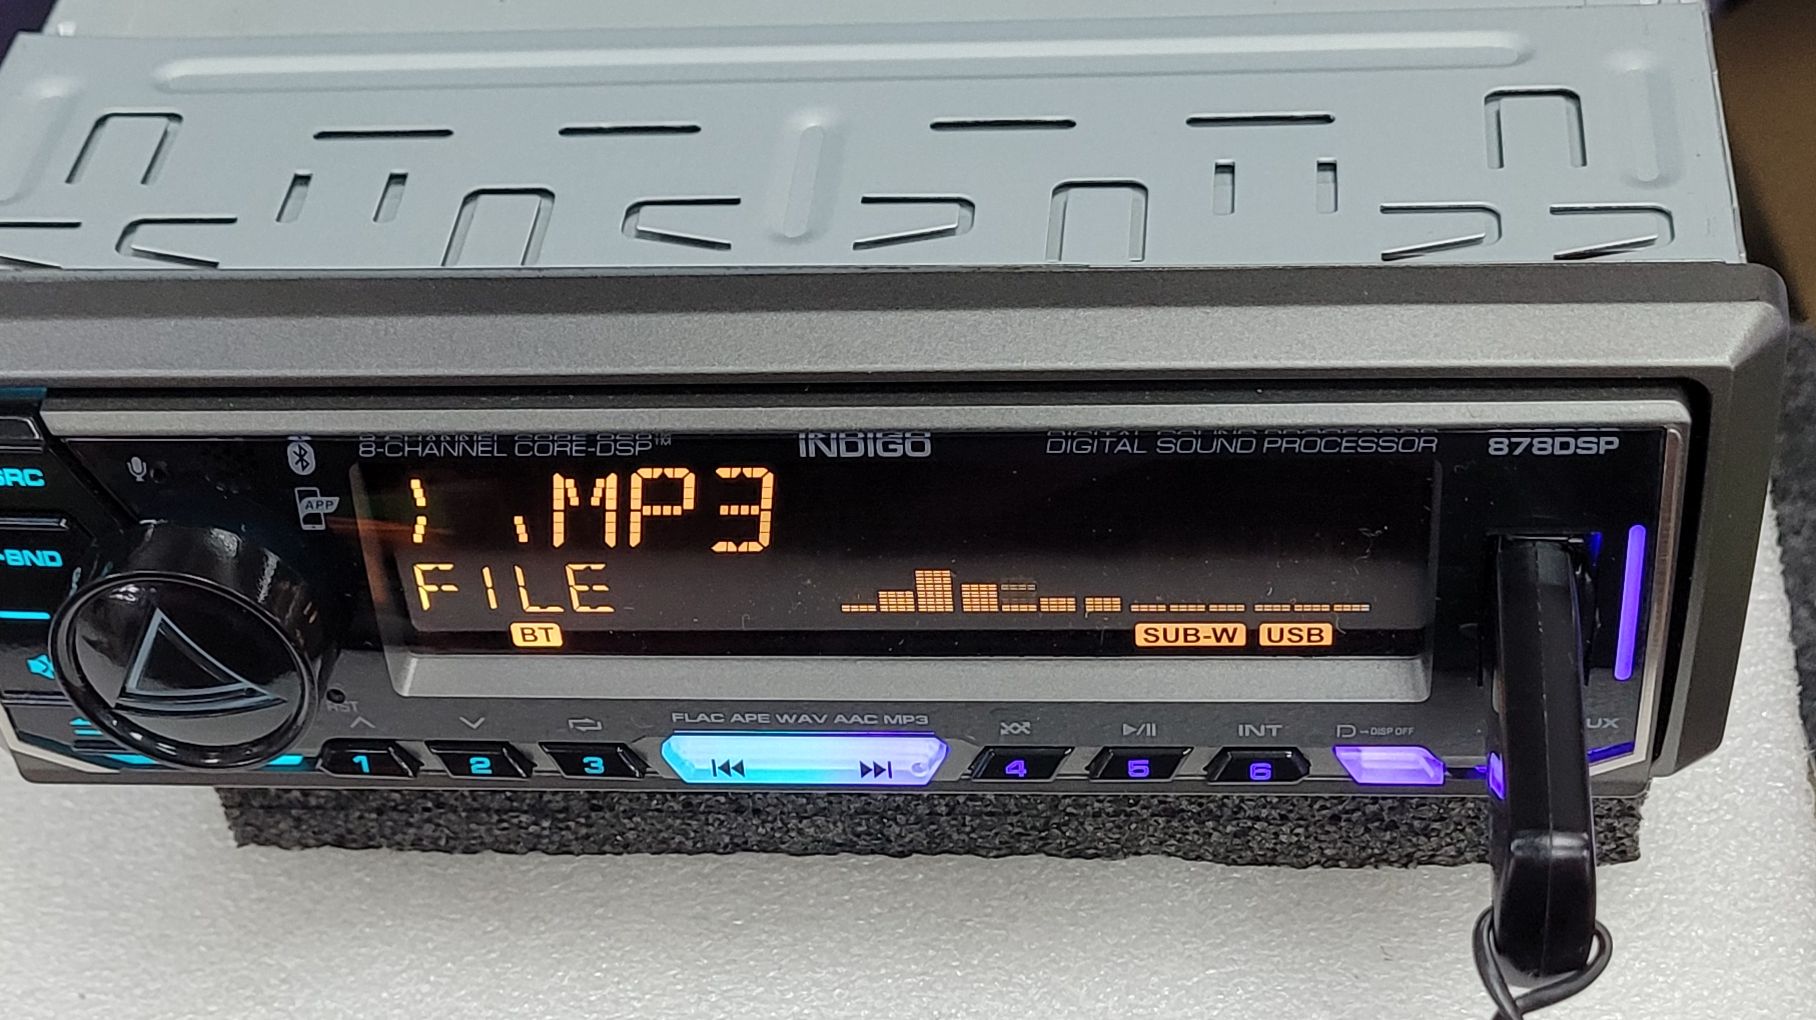 8-CHANNEL CORE-DSP™ INDIGO DIGITAL SOUND PROCESSOR 878DSP
SRC
APP
).MP3
BND
FILE
BT SUB-W USB
RST
FLAC APE WAV AAC MP3 INT DISP OFF
1 2 3 4 5 6